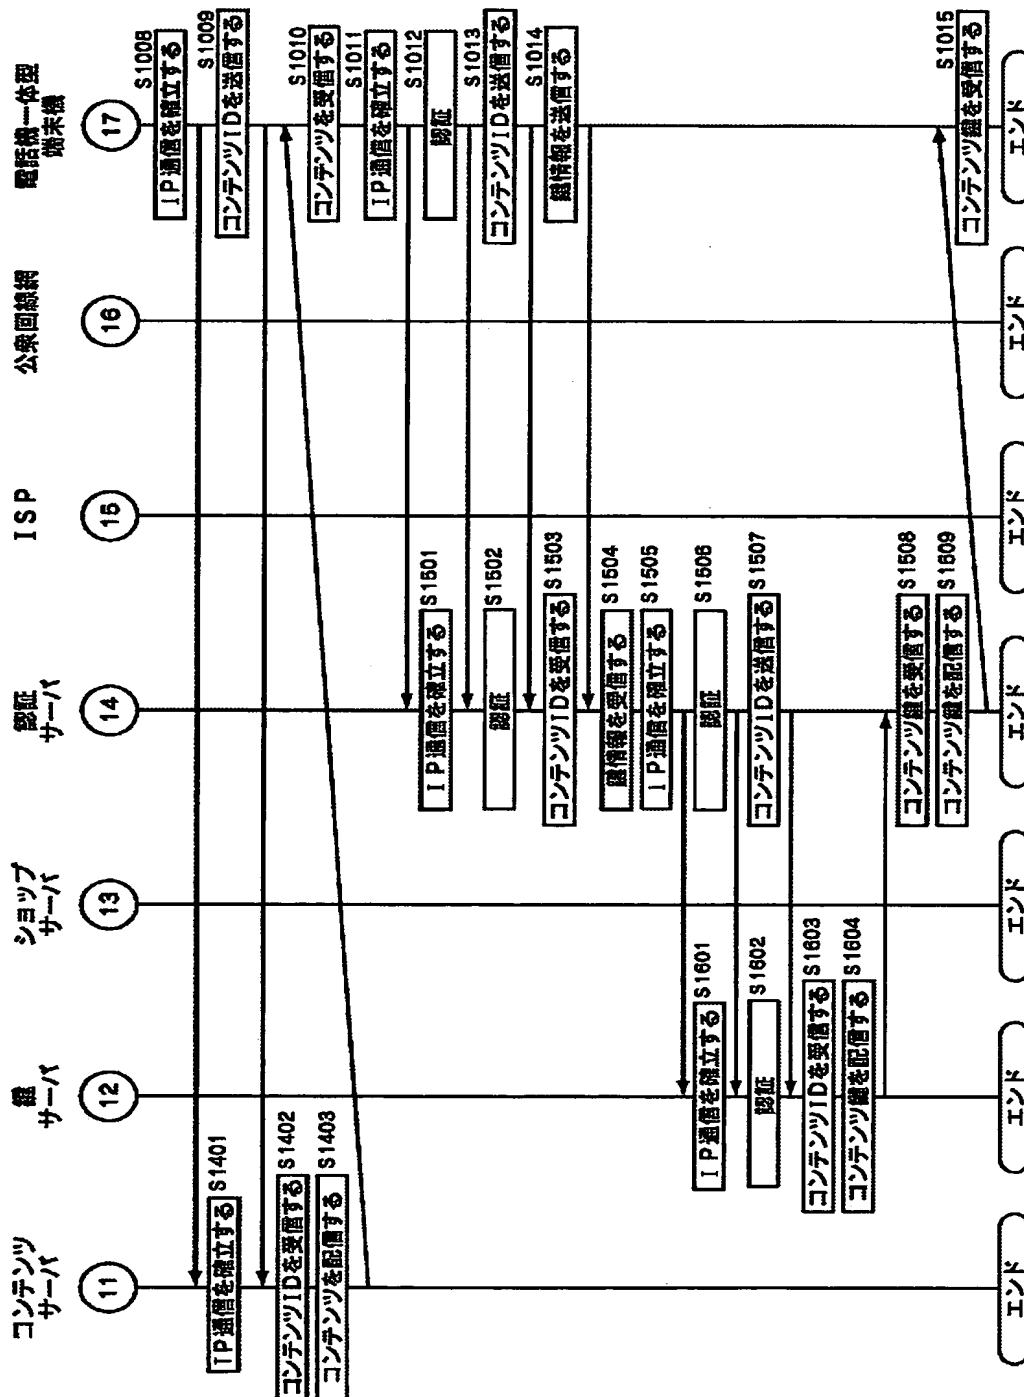 コンテンツ
サーバ
11
鍵
サーバ
12
ショップ
サーバ
13
認証
サーバ
14
ISP
15
公衆回線網
16
電話機一体型
端末機
17
S1008
IP通信を確立する
S1009
コンテンツIDを送信する
IP通信を確立する S1401
コンテンツIDを受信する S1402
コンテンツを配信する S1403
S1010
コンテンツを受信する
S1011
IP通信を確立する
S1012
認証
S1013
コンテンツIDを送信する
S1014
鍵情報を送信する
IP通信を確立する S1501
認証 S1502
コンテンツIDを受信する S1503
鍵情報を受信する S1504
IP通信を確立する S1505
認証 S1506
コンテンツIDを送信する S1507
IP通信を確立する S1601
認証 S1602
コンテンツIDを受信する S1603
コンテンツ鍵を配信する S1604
コンテンツ鍵を受信する S1508
コンテンツ鍵を配信する S1509
S1015
コンテンツ鍵を受信する
エンド
エンド
エンド
エンド
エンド
エンド
エンド